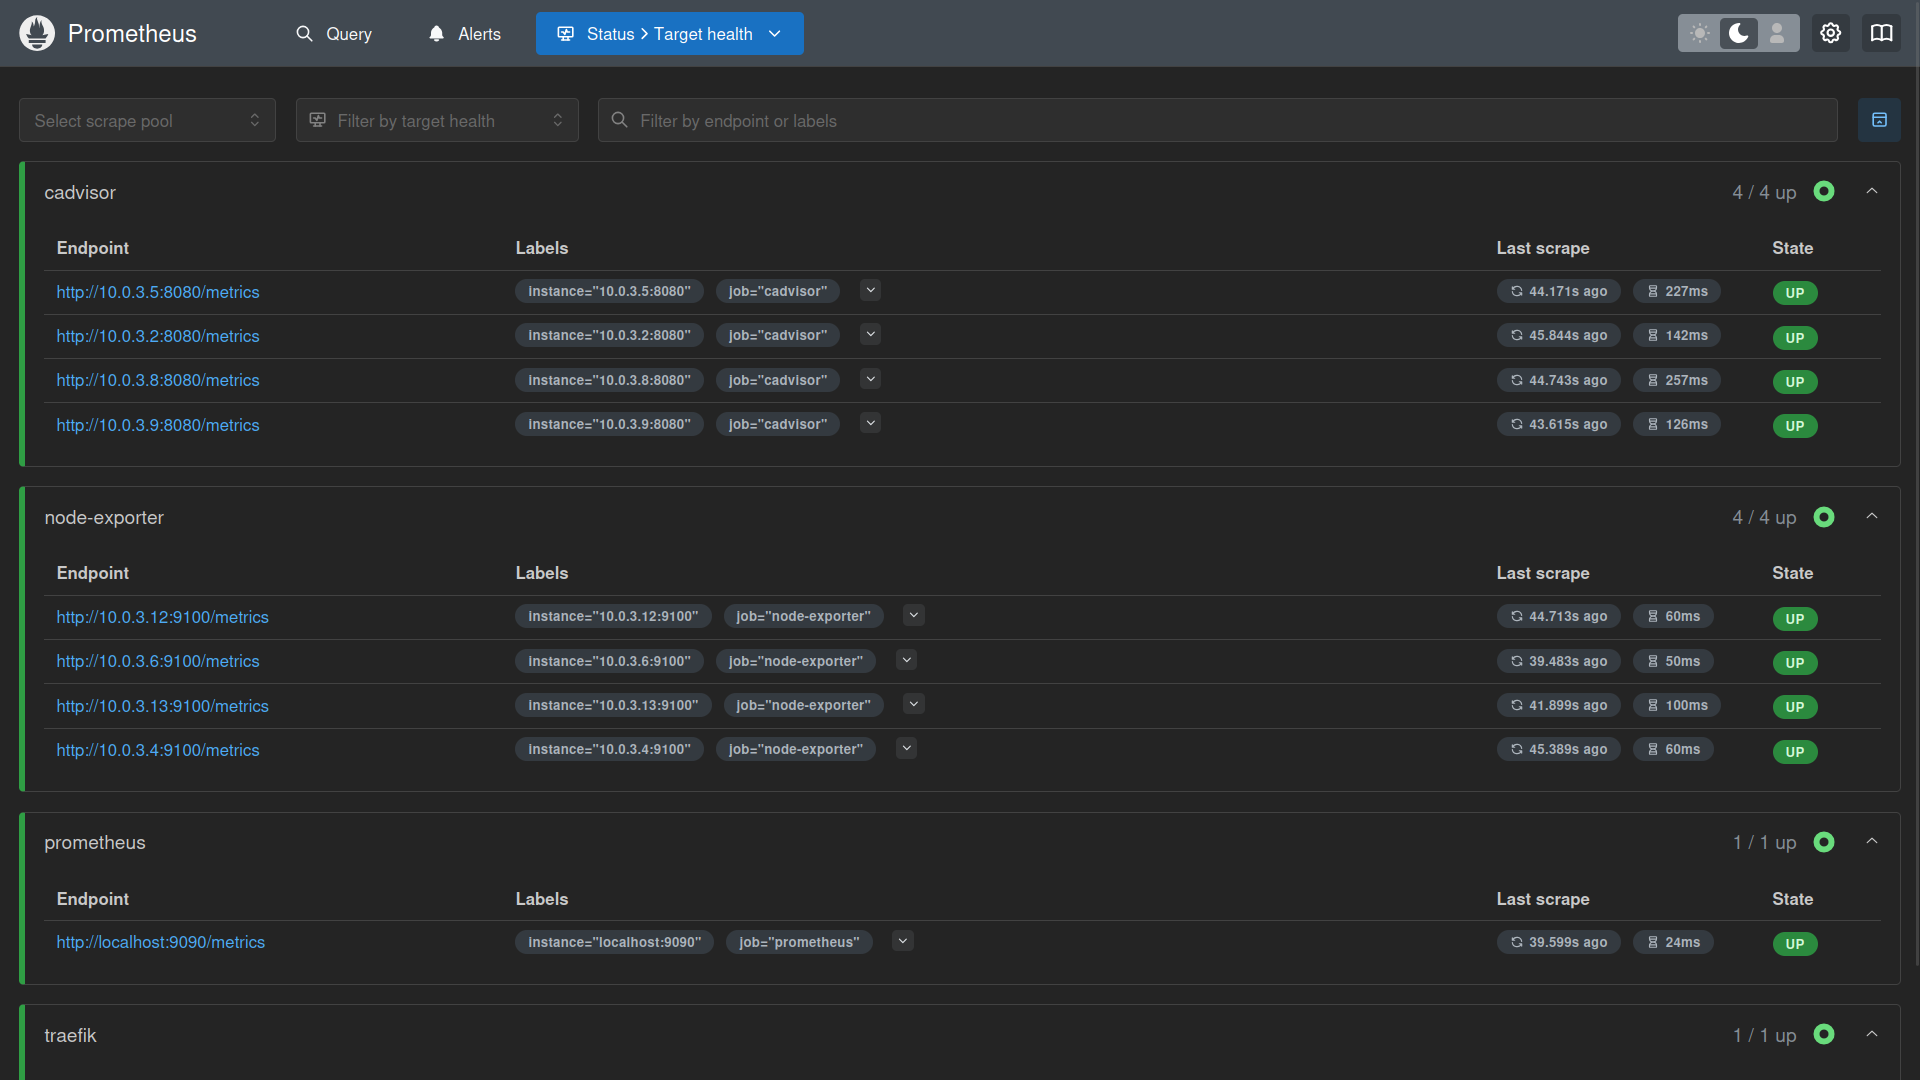 Prometheus Query Alerts Status > Target health
Select scrape pool Filter by target health Filter by endpoint or labels
cadvisor 4 / 4 up
Endpoint Labels Last scrape State
http://10.0.3.5:8080/metrics instance="10.0.3.5:8080" job="cadvisor" 44.171s ago 227ms UP
http://10.0.3.2:8080/metrics instance="10.0.3.2:8080" job="cadvisor" 45.844s ago 142ms UP
http://10.0.3.8:8080/metrics instance="10.0.3.8:8080" job="cadvisor" 44.743s ago 257ms UP
http://10.0.3.9:8080/metrics instance="10.0.3.9:8080" job="cadvisor" 43.615s ago 126ms UP
node-exporter 4 / 4 up
Endpoint Labels Last scrape State
http://10.0.3.12:9100/metrics instance="10.0.3.12:9100" job="node-exporter" 44.713s ago 60ms UP
http://10.0.3.6:9100/metrics instance="10.0.3.6:9100" job="node-exporter" 39.483s ago 50ms UP
http://10.0.3.13:9100/metrics instance="10.0.3.13:9100" job="node-exporter" 41.899s ago 100ms UP
http://10.0.3.4:9100/metrics instance="10.0.3.4:9100" job="node-exporter" 45.389s ago 60ms UP
prometheus 1 / 1 up
Endpoint Labels Last scrape State
http://localhost:9090/metrics instance="localhost:9090" job="prometheus" 39.599s ago 24ms UP
traefik 1 / 1 up